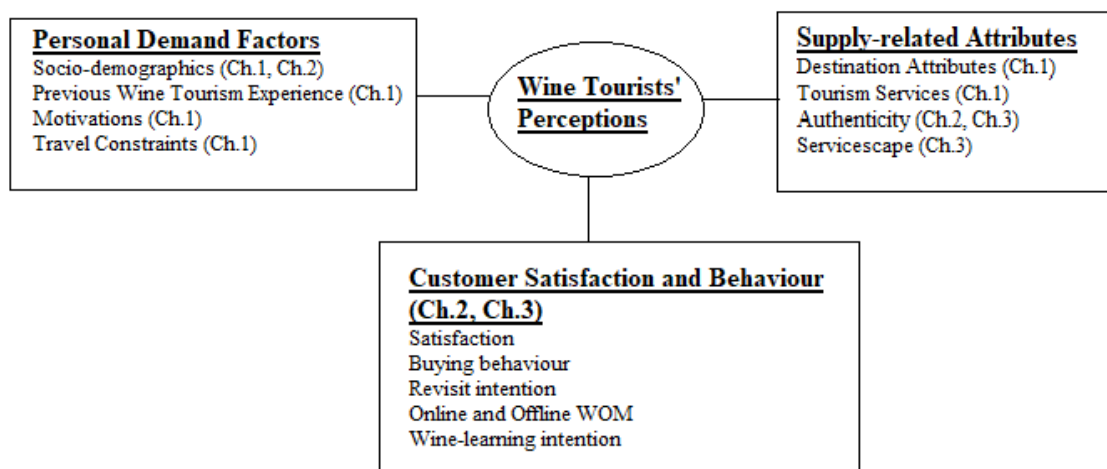 Personal Demand Factors
Socio-demographics (Ch.1, Ch.2)
Previous Wine Tourism Experience (Ch.1)
Motivations (Ch.1)
Travel Constraints (Ch.1)
Wine Tourists'
Perceptions
Supply-related Attributes
Destination Attributes (Ch.1)
Tourism Services (Ch.1)
Authenticity (Ch.2, Ch.3)
Servicescape (Ch.3)
Customer Satisfaction and Behaviour
(Ch.2, Ch.3)
Satisfaction
Buying behaviour
Revisit intention
Online and Offline WOM
Wine-learning intention